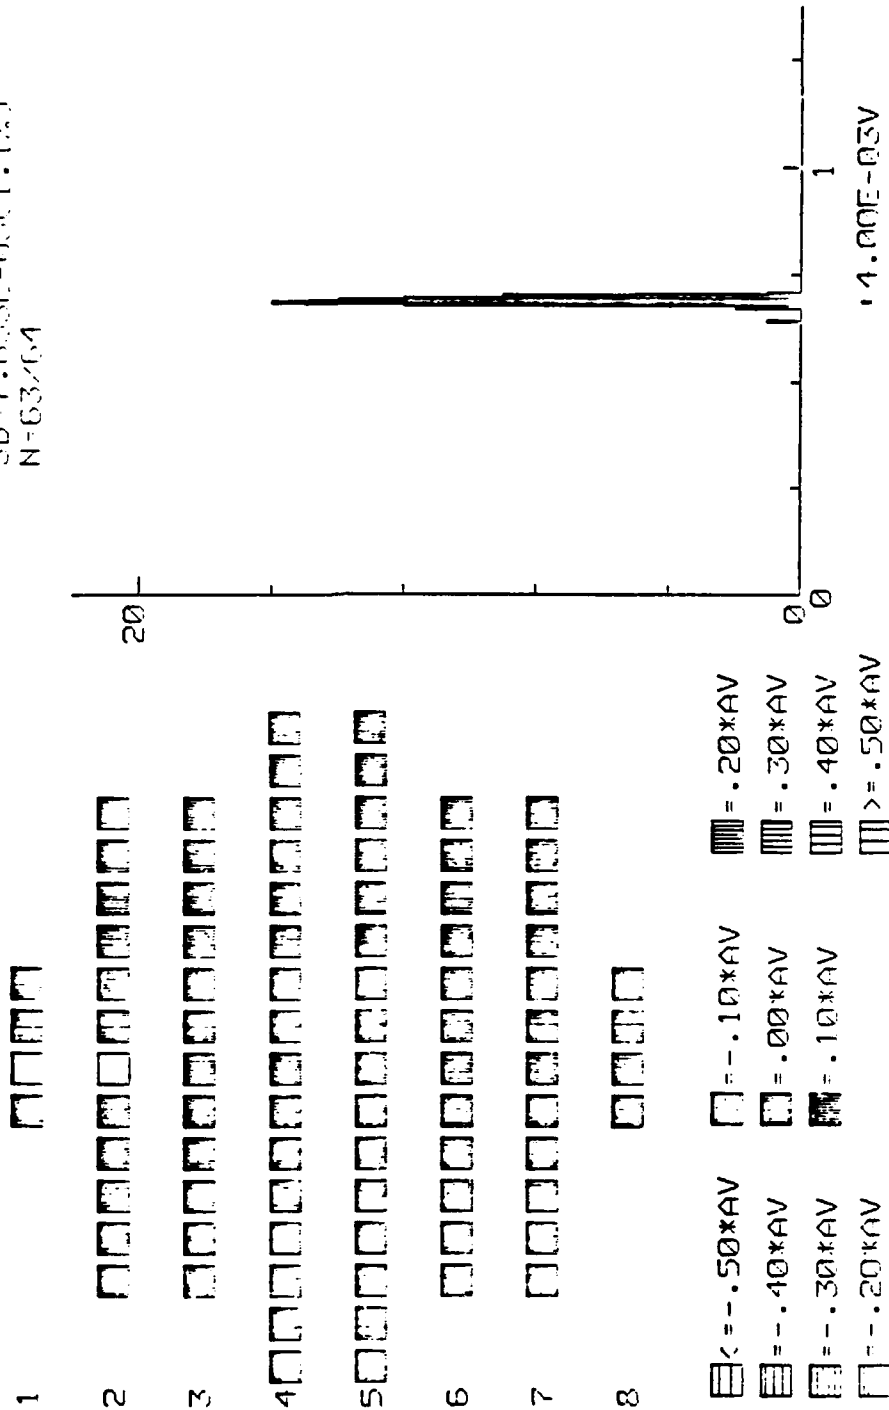 N=63/64
1
2
3
4
5
6
7
8
20
0
0
1
*4.00E-03V
<=-.50*AV
=-.40*AV
=-.30*AV
=-.20*AV
=-.10*AV
=.00*AV
=.10*AV
=.20*AV
=.30*AV
=.40*AV
>=.50*AV